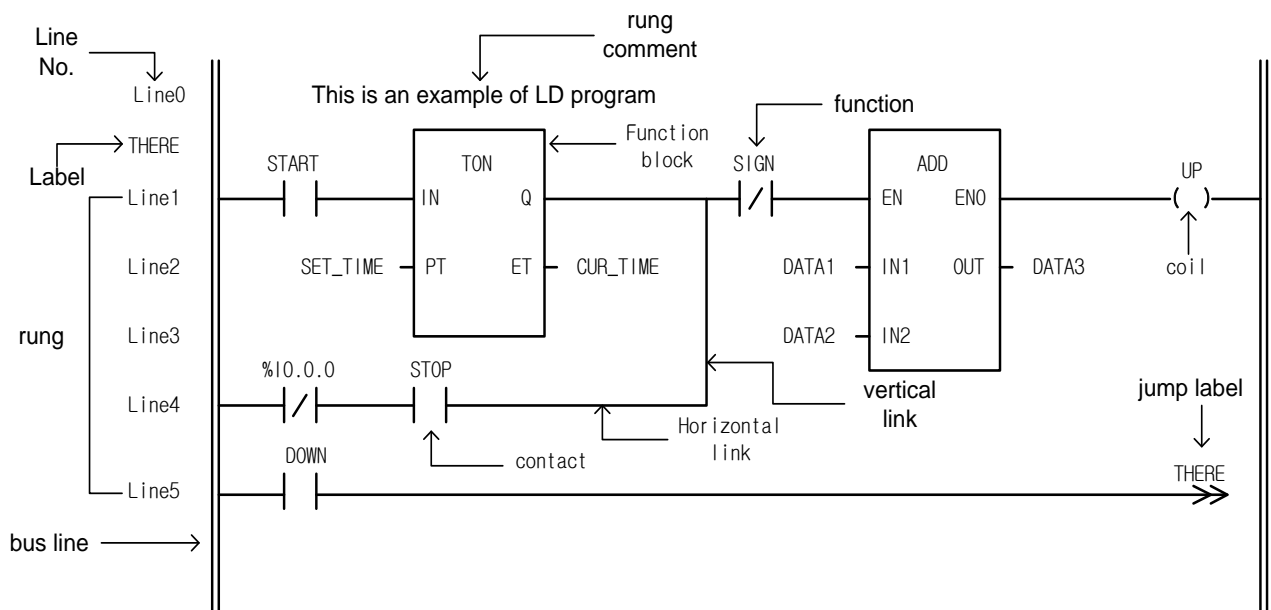 Line
No.
rung
comment
Line0
This is an example of LD program
function
THERE
Label
Function
block
START
TON
SIGN
ADD
UP
Line1
IN
Q
EN
ENO
Line2
SET_TIME
PT
ET
CUR_TIME
DATA1
IN1
OUT
DATA3
coil
rung
Line3
DATA2
IN2
%I0.0.0
STOP
vertical
link
jump label
Line4
Horizontal
link
contact
DOWN
THERE
Line5
bus line